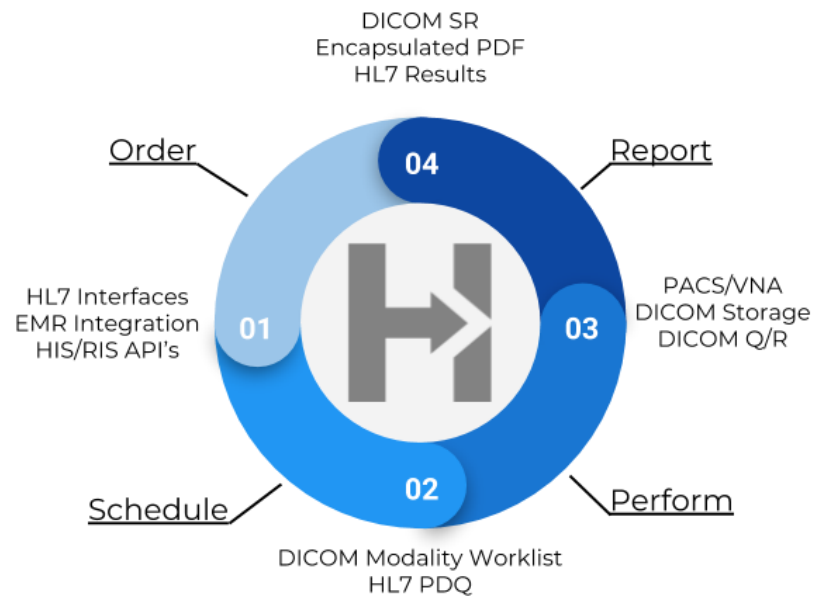 DICOM SR
Encapsulated PDF
HL7 Results
Order
04
Report
HL7 Interfaces
EMR Integration
HIS/RIS API's
01
03
PACS/VNA
DICOM Storage
DICOM Q/R
Schedule
02
Perform
DICOM Modality Worklist
HL7 PDQ